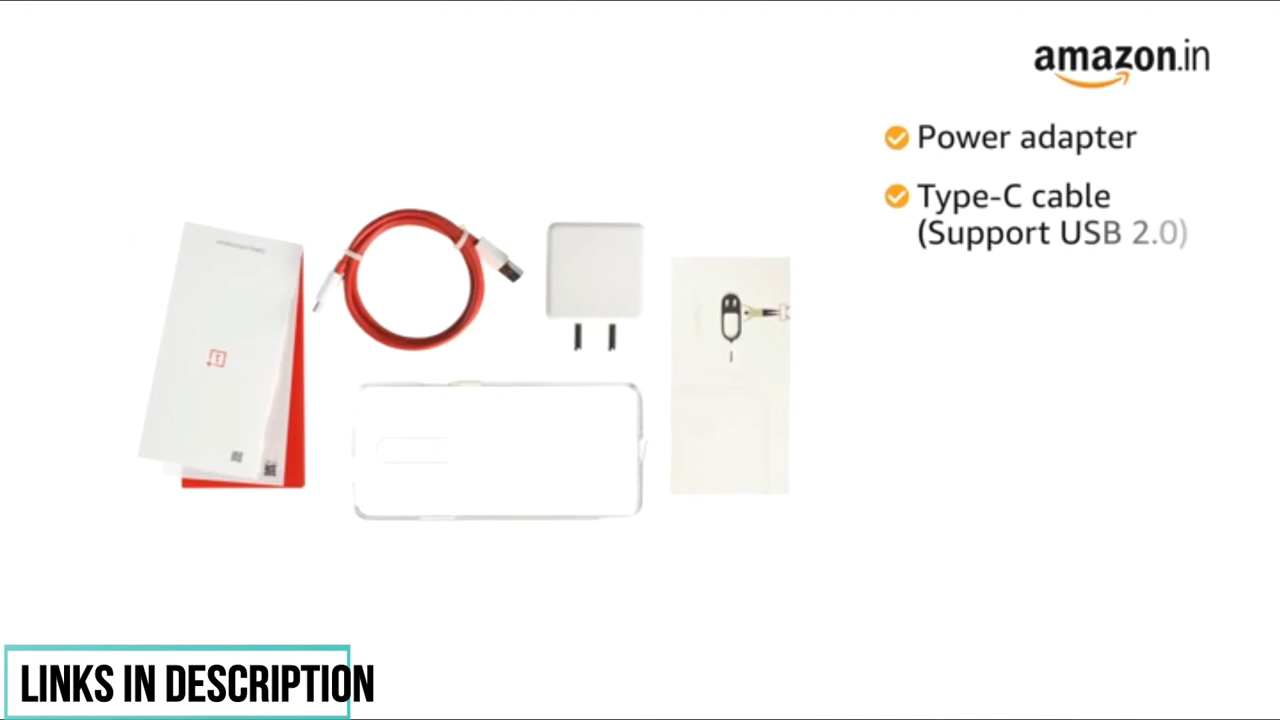 amazon.in
Power adapter
Type-C cable
(Support USB 2.0)
LINKS IN DESCRIPTION